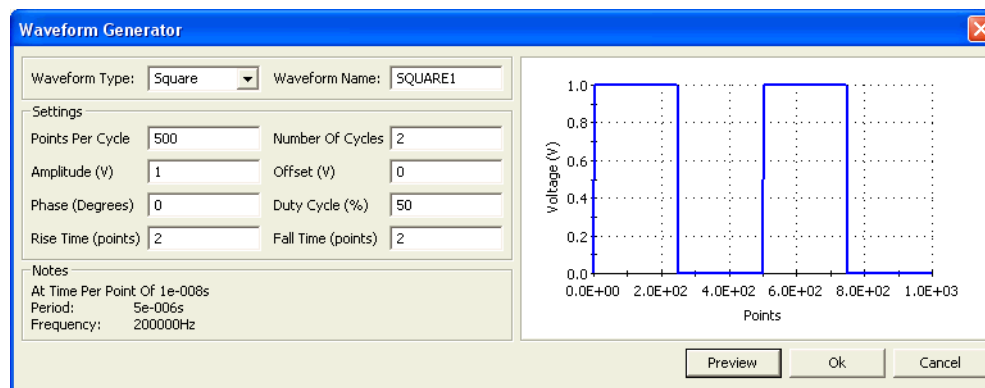 Waveform Generator
Waveform Type: Square Waveform Name: SQUARE1
Settings
Points Per Cycle 500 Number Of Cycles 2
Amplitude (V) 1 Offset (V) 0
Phase (Degrees) 0 Duty Cycle (%) 50
Rise Time (points) 2 Fall Time (points) 2
Notes
At Time Per Point Of 1e-008s
Period: 5e-006s
Frequency: 200000Hz
Voltage (V)
1.0
0.8
0.6
0.4
0.2
0.0
0.0E+00 2.0E+02 4.0E+02 6.0E+02 8.0E+02 1.0E+03
Points
Preview Ok Cancel